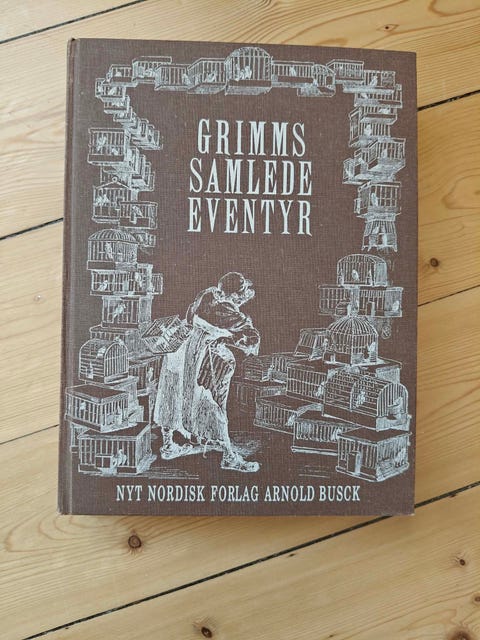 GRIMMS
SAMLEDE
EVENTYR
NYT NORDISK FORLAG ARNOLD BUSCK